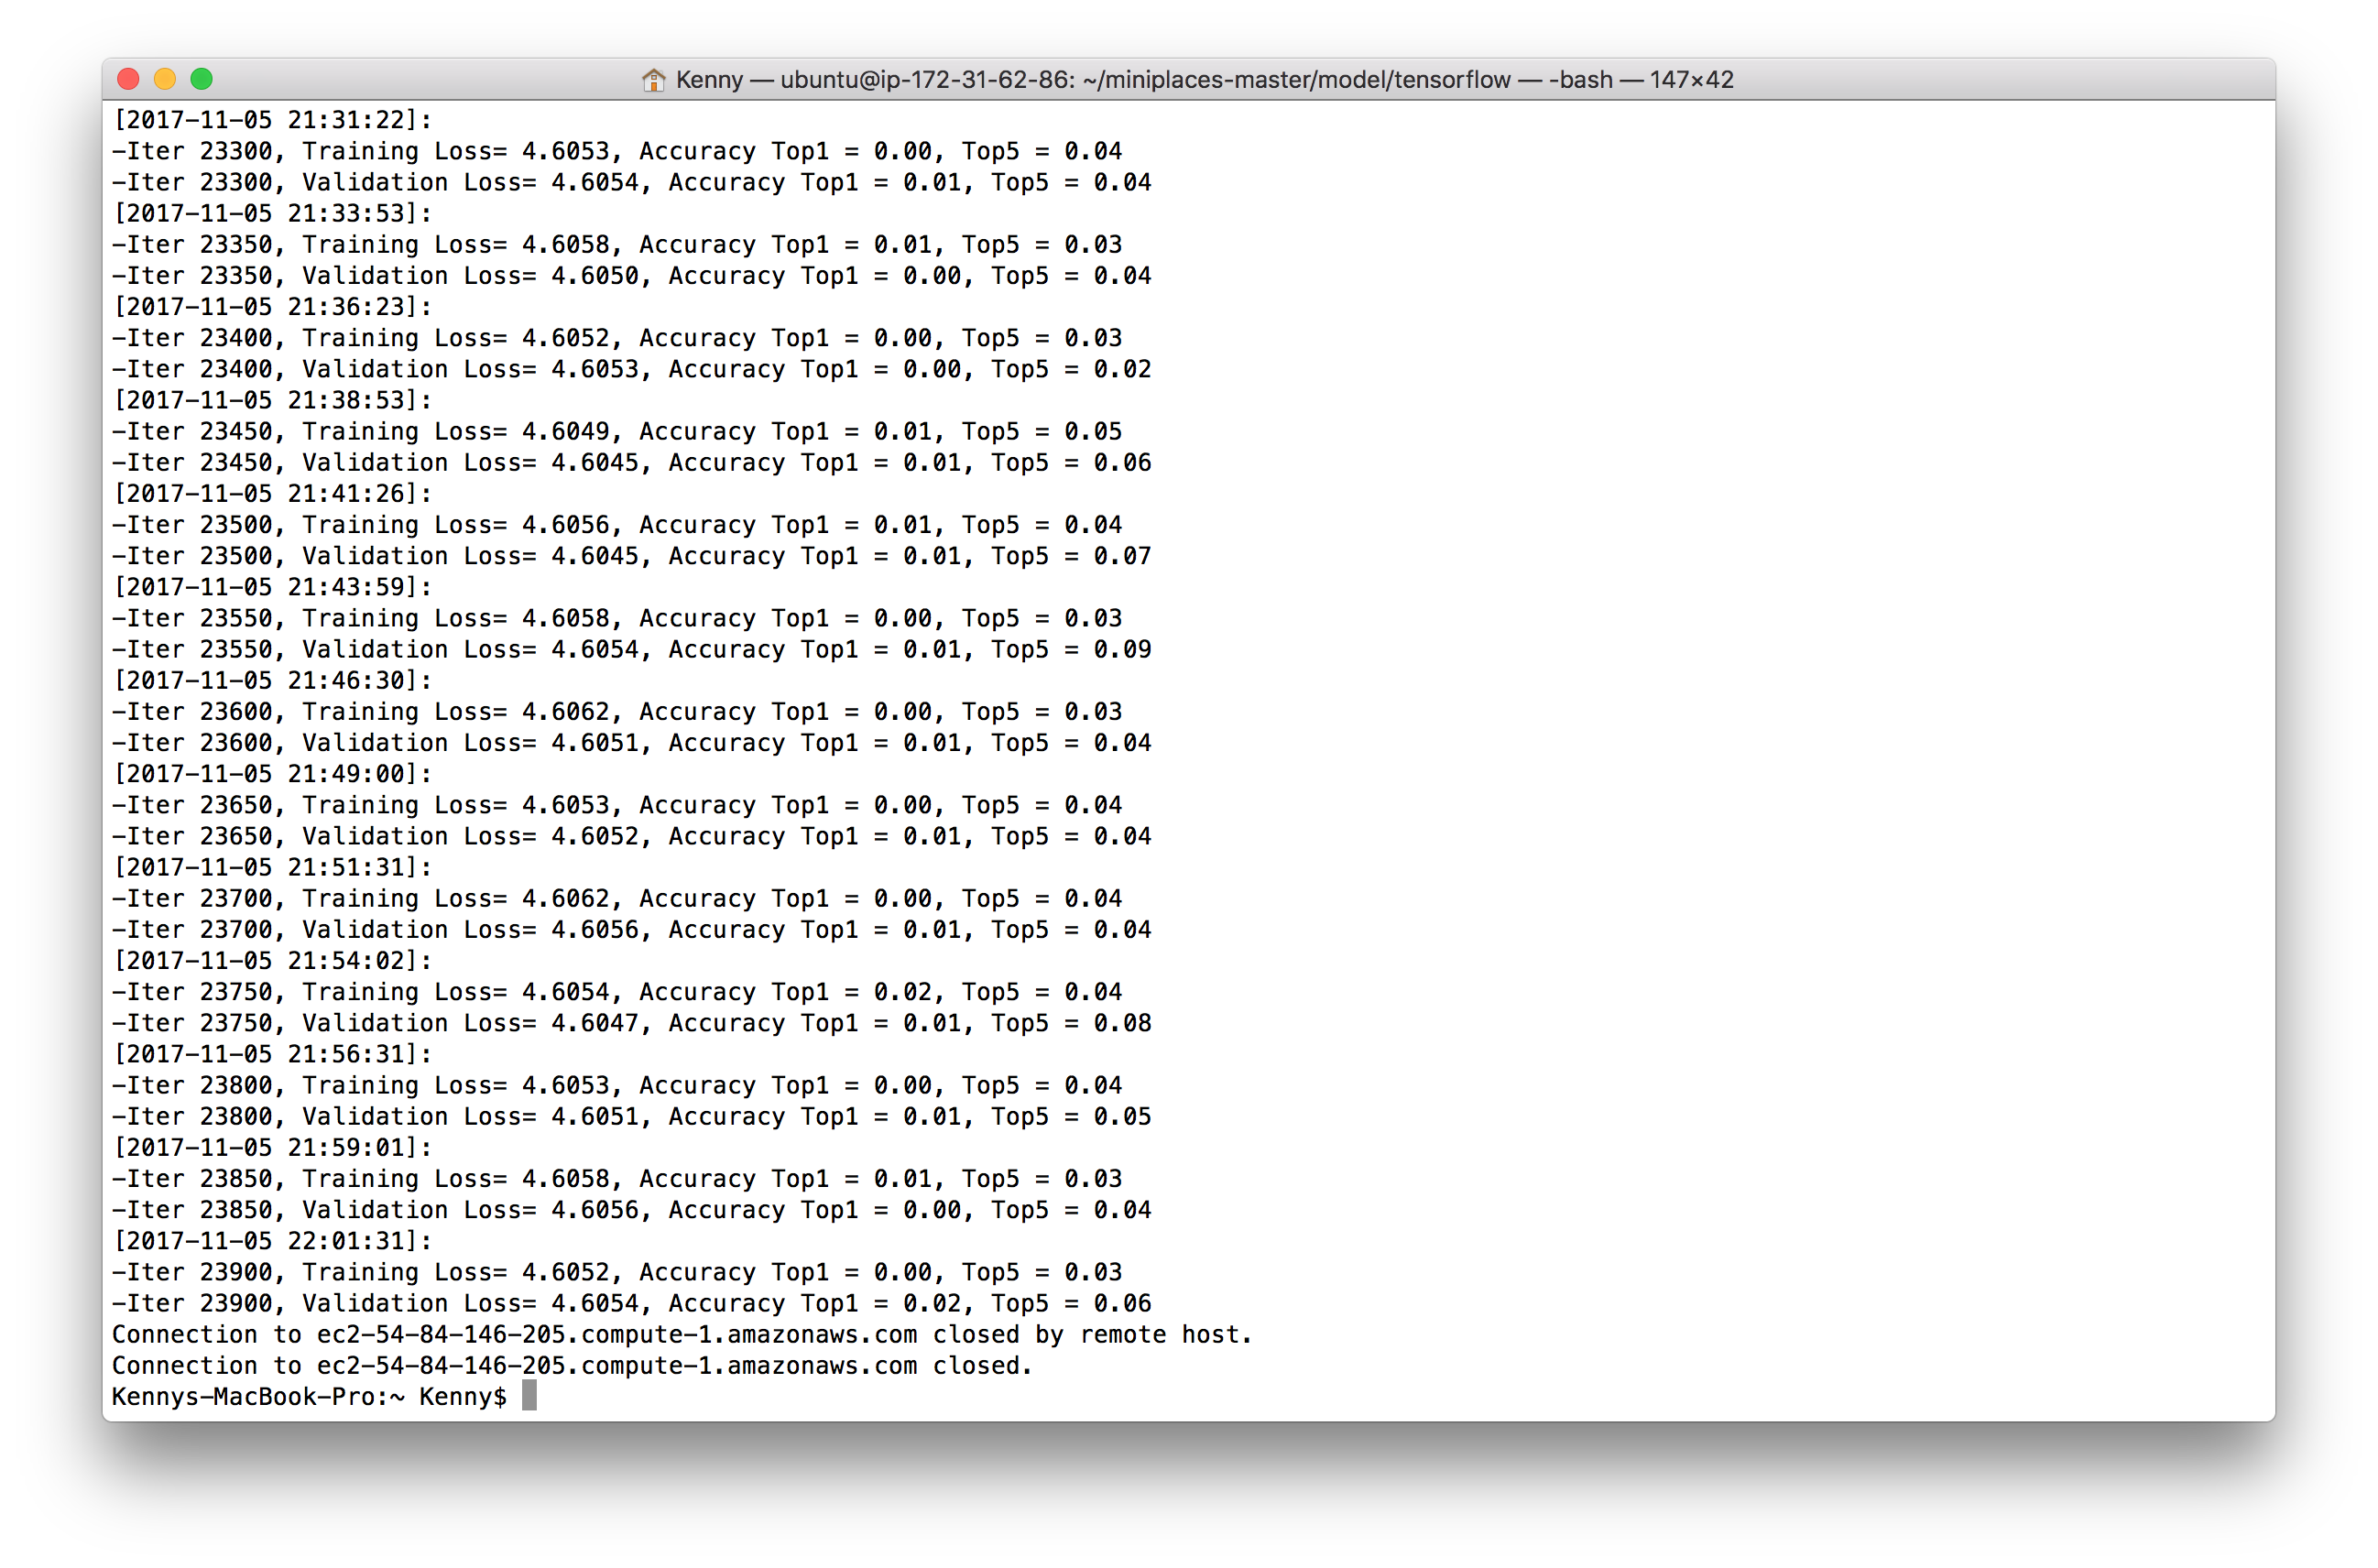 Kenny — ubuntu@ip-172-31-62-86: ~/miniplaces-master/model/tensorflow — -bash — 147×42
[2017-11-05 21:31:22]:
-Iter 23300, Training Loss= 4.6053, Accuracy Top1 = 0.00, Top5 = 0.04
-Iter 23300, Validation Loss= 4.6054, Accuracy Top1 = 0.01, Top5 = 0.04
[2017-11-05 21:33:53]:
-Iter 23350, Training Loss= 4.6058, Accuracy Top1 = 0.01, Top5 = 0.03
-Iter 23350, Validation Loss= 4.6050, Accuracy Top1 = 0.00, Top5 = 0.04
[2017-11-05 21:36:23]:
-Iter 23400, Training Loss= 4.6052, Accuracy Top1 = 0.00, Top5 = 0.03
-Iter 23400, Validation Loss= 4.6053, Accuracy Top1 = 0.00, Top5 = 0.02
[2017-11-05 21:38:53]:
-Iter 23450, Training Loss= 4.6049, Accuracy Top1 = 0.01, Top5 = 0.05
-Iter 23450, Validation Loss= 4.6045, Accuracy Top1 = 0.01, Top5 = 0.06
[2017-11-05 21:41:26]:
-Iter 23500, Training Loss= 4.6056, Accuracy Top1 = 0.01, Top5 = 0.04
-Iter 23500, Validation Loss= 4.6045, Accuracy Top1 = 0.01, Top5 = 0.07
[2017-11-05 21:43:59]:
-Iter 23550, Training Loss= 4.6058, Accuracy Top1 = 0.00, Top5 = 0.03
-Iter 23550, Validation Loss= 4.6054, Accuracy Top1 = 0.01, Top5 = 0.09
[2017-11-05 21:46:30]:
-Iter 23600, Training Loss= 4.6062, Accuracy Top1 = 0.00, Top5 = 0.03
-Iter 23600, Validation Loss= 4.6051, Accuracy Top1 = 0.01, Top5 = 0.04
[2017-11-05 21:49:00]:
-Iter 23650, Training Loss= 4.6053, Accuracy Top1 = 0.00, Top5 = 0.04
-Iter 23650, Validation Loss= 4.6052, Accuracy Top1 = 0.01, Top5 = 0.04
[2017-11-05 21:51:31]:
-Iter 23700, Training Loss= 4.6062, Accuracy Top1 = 0.00, Top5 = 0.04
-Iter 23700, Validation Loss= 4.6056, Accuracy Top1 = 0.01, Top5 = 0.04
[2017-11-05 21:54:02]:
-Iter 23750, Training Loss= 4.6054, Accuracy Top1 = 0.02, Top5 = 0.04
-Iter 23750, Validation Loss= 4.6047, Accuracy Top1 = 0.01, Top5 = 0.08
[2017-11-05 21:56:31]:
-Iter 23800, Training Loss= 4.6053, Accuracy Top1 = 0.00, Top5 = 0.04
-Iter 23800, Validation Loss= 4.6051, Accuracy Top1 = 0.01, Top5 = 0.05
[2017-11-05 21:59:01]:
-Iter 23850, Training Loss= 4.6058, Accuracy Top1 = 0.01, Top5 = 0.03
-Iter 23850, Validation Loss= 4.6056, Accuracy Top1 = 0.00, Top5 = 0.04
[2017-11-05 22:01:31]:
-Iter 23900, Training Loss= 4.6052, Accuracy Top1 = 0.00, Top5 = 0.03
-Iter 23900, Validation Loss= 4.6054, Accuracy Top1 = 0.02, Top5 = 0.06
Connection to ec2-54-84-146-205.compute-1.amazonaws.com closed by remote host.
Connection to ec2-54-84-146-205.compute-1.amazonaws.com closed.
Kennys-MacBook-Pro:~ Kenny$